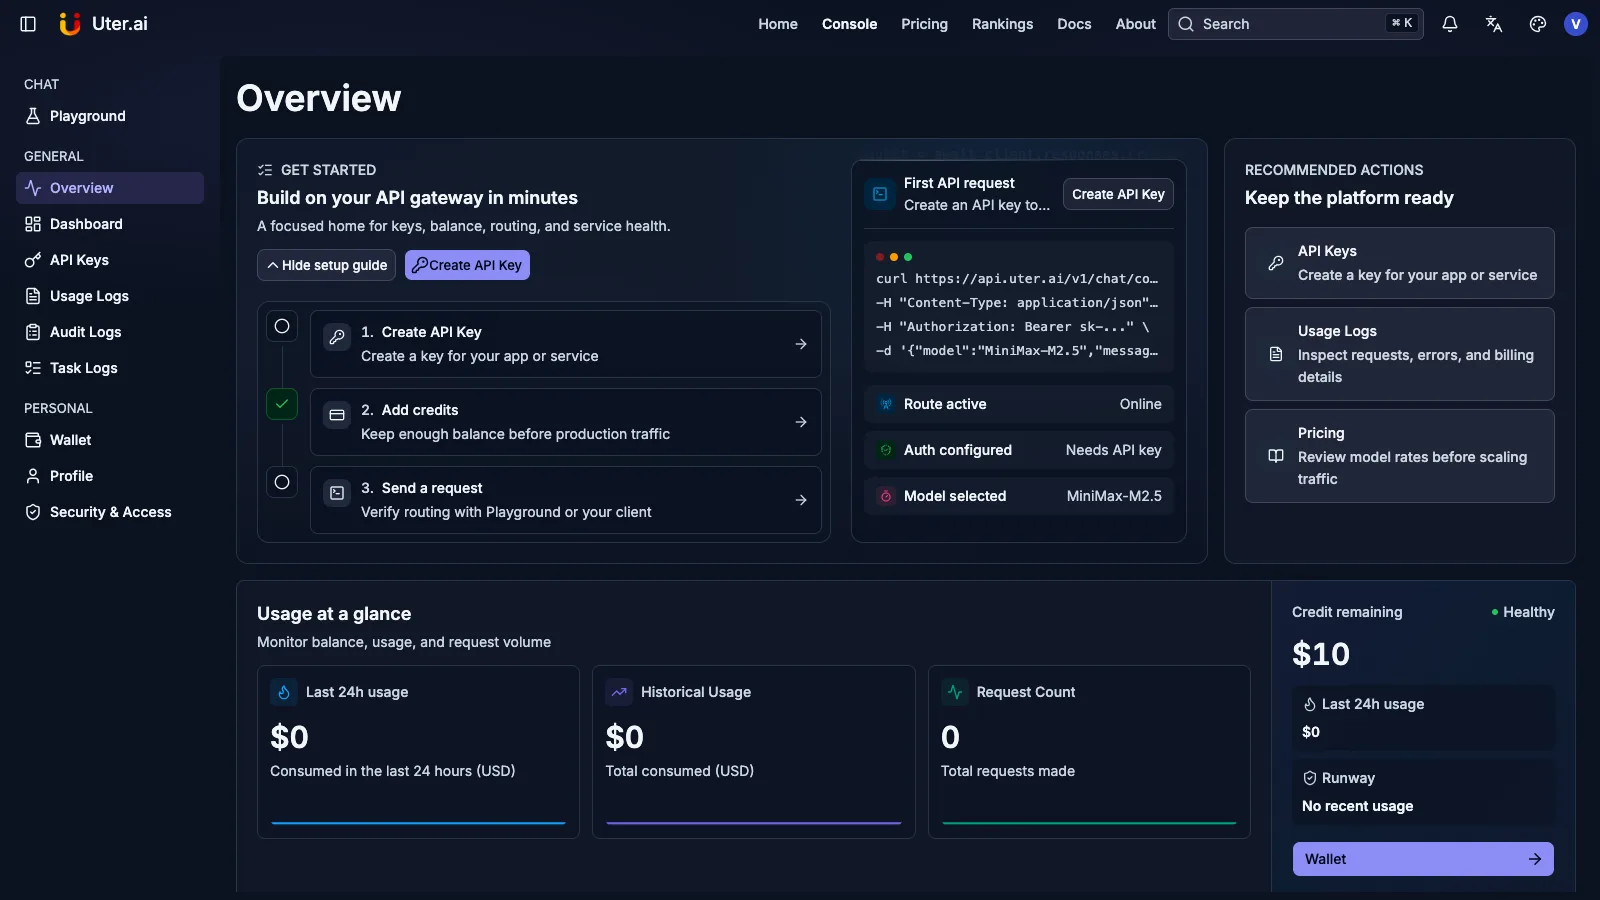 Uter.ai
Home
Console
Pricing
Rankings
Docs
About
Search
⌘ K
V
CHAT
Playground
GENERAL
Overview
Dashboard
API Keys
Usage Logs
Audit Logs
Task Logs
PERSONAL
Wallet
Profile
Security & Access
Overview
GET STARTED
Build on your API gateway in minutes
A focused home for keys, balance, routing, and service health.
Hide setup guide
Create API Key
1. Create API Key
Create a key for your app or service
2. Add credits
Keep enough balance before production traffic
3. Send a request
Verify routing with Playground or your client
First API request
Create an API key to...
Create API Key
curl https://api.uter.ai/v1/chat/co…
-H "Content-Type: application/json"…
-H "Authorization: Bearer sk-..." \
-d '{"model":"MiniMax-M2.5","messag…
Route active
Online
Auth configured
Needs API key
Model selected
MiniMax-M2.5
RECOMMENDED ACTIONS
Keep the platform ready
API Keys
Create a key for your app or service
Usage Logs
Inspect requests, errors, and billing
details
Pricing
Review model rates before scaling
traffic
Usage at a glance
Monitor balance, usage, and request volume
Last 24h usage
$0
Consumed in the last 24 hours (USD)
Historical Usage
$0
Total consumed (USD)
Request Count
0
Total requests made
Credit remaining
Healthy
$10
Last 24h usage
$0
Runway
No recent usage
Wallet